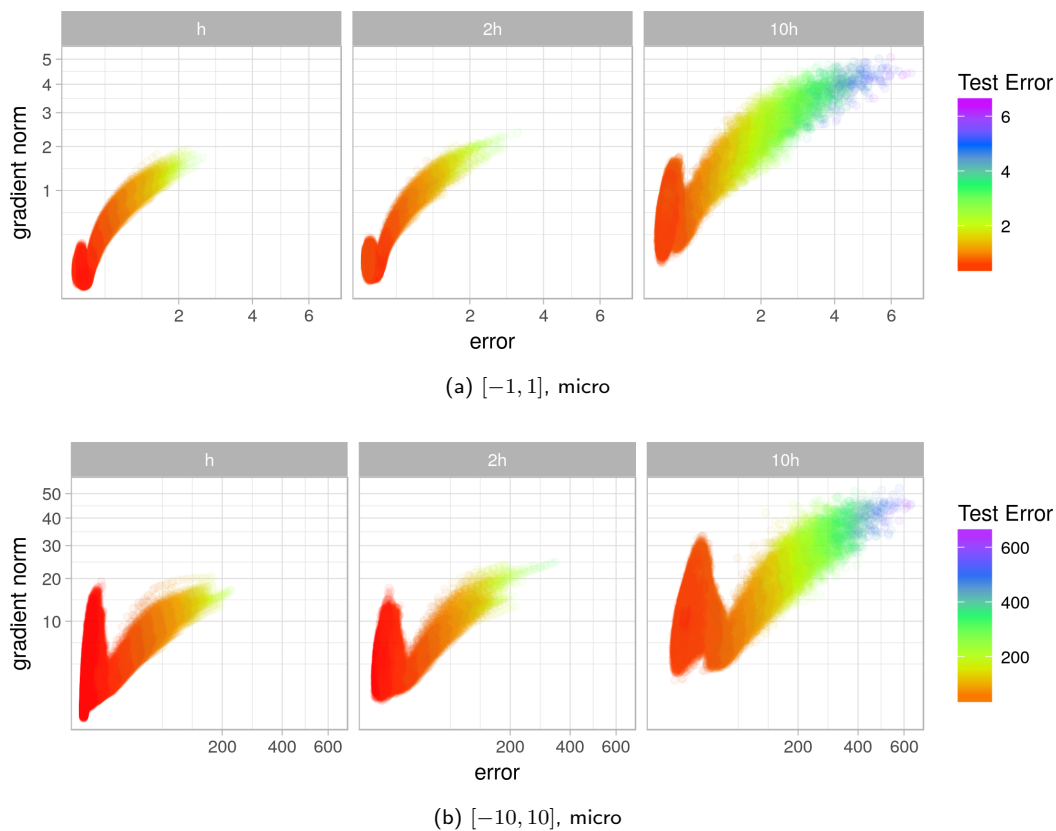 h 2h 10h
gradient norm
5
4
3
2
1
2 4 6 2 4 6 2 4 6
error
Test Error
6
4
2
(a) [−1, 1], micro
h 2h 10h
gradient norm
50
40
30
20
10
200 400 600 200 400 600 200 400 600
error
Test Error
600
400
200
(b) [−10, 10], micro